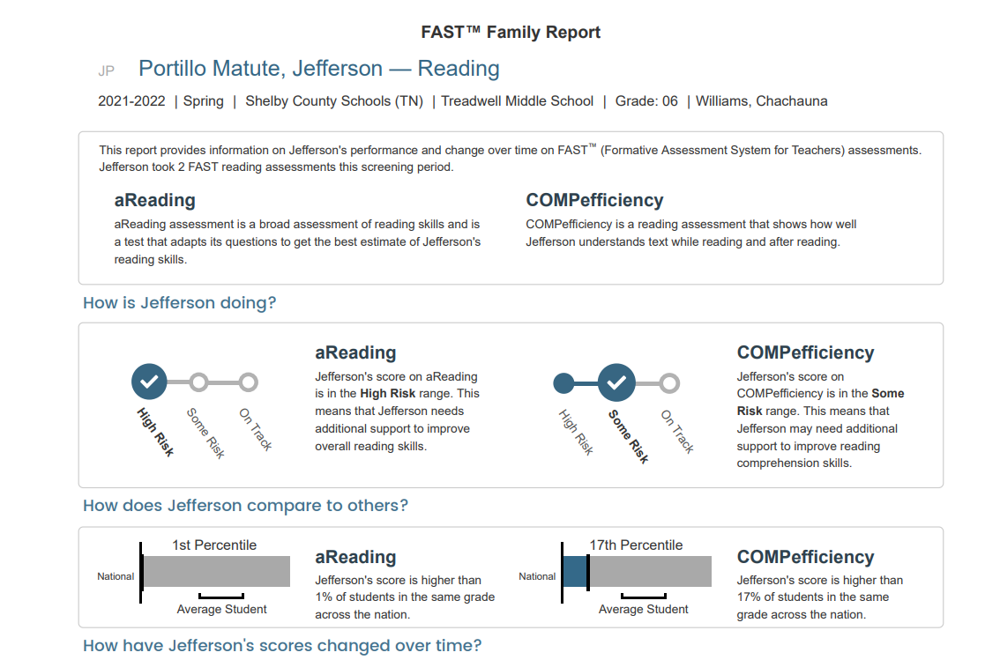 FAST™ Family Report
JP Portillo Matute, Jefferson — Reading
2021-2022 | Spring | Shelby County Schools (TN) | Treadwell Middle School | Grade: 06 | Williams, Chachauna
This report provides information on Jefferson's performance and change over time on FAST™ (Formative Assessment System for Teachers) assessments.
Jefferson took 2 FAST reading assessments this screening period.
aReading
aReading assessment is a broad assessment of reading skills and is
a test that adapts its questions to get the best estimate of Jefferson's
reading skills.
COMPefficiency
COMPefficiency is a reading assessment that shows how well
Jefferson understands text while reading and after reading.
How is Jefferson doing?
High Risk
Some Risk
On Track
aReading
Jefferson's score on aReading
is in the High Risk range. This
means that Jefferson needs
additional support to improve
overall reading skills.
High Risk
Some Risk
On Track
COMPefficiency
Jefferson's score on
COMPefficiency is in the Some
Risk range. This means that
Jefferson may need additional
support to improve reading
comprehension skills.
How does Jefferson compare to others?
1st Percentile
National
Average Student
aReading
Jefferson's score is higher than
1% of students in the same grade
across the nation.
17th Percentile
National
Average Student
COMPefficiency
Jefferson's score is higher than
17% of students in the same
grade across the nation.
How have Jefferson's scores changed over time?